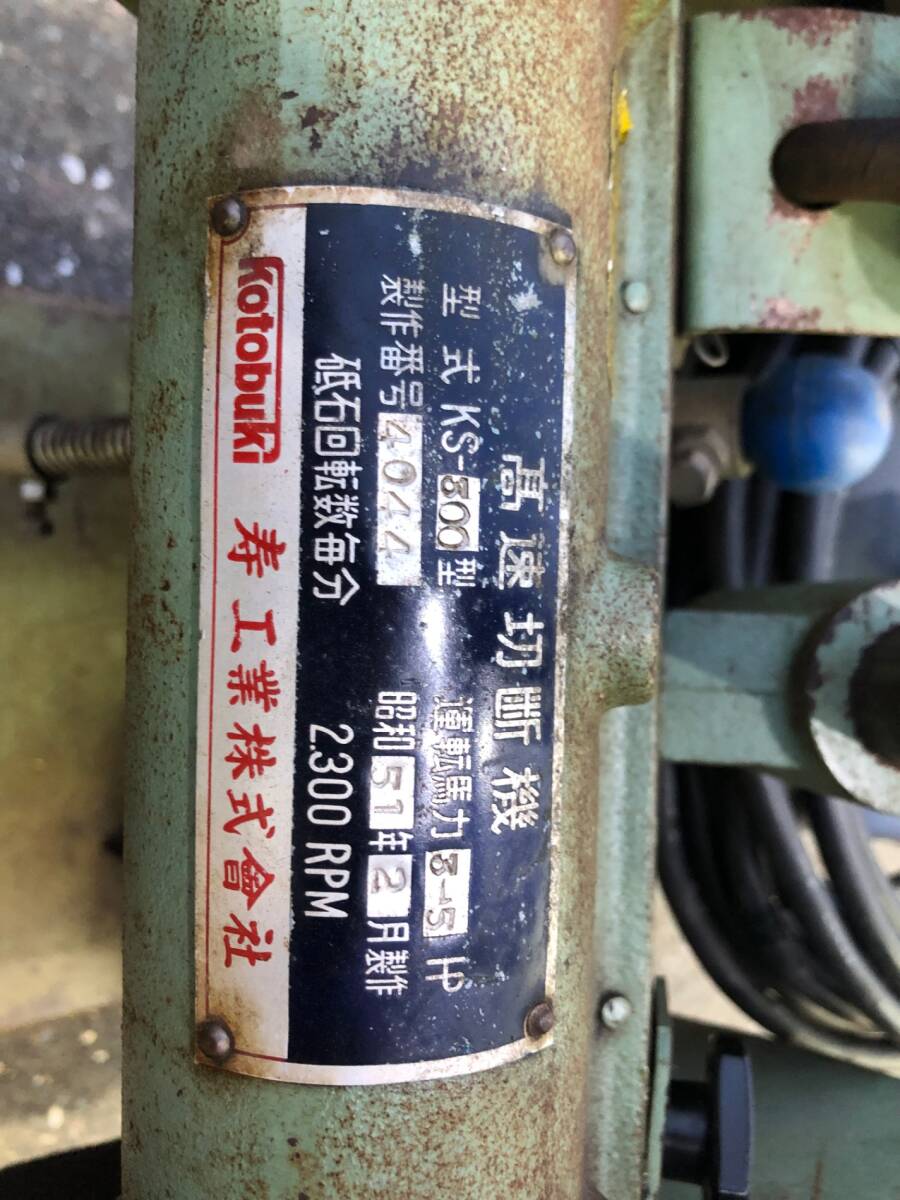 高速切断機
型式 KS-300型 運転馬力 3-5 HP
製作番号 4044 昭和51年2月製作
砥石回転数毎分 2.300 RPM
Kotobuki 寿工業株式會社